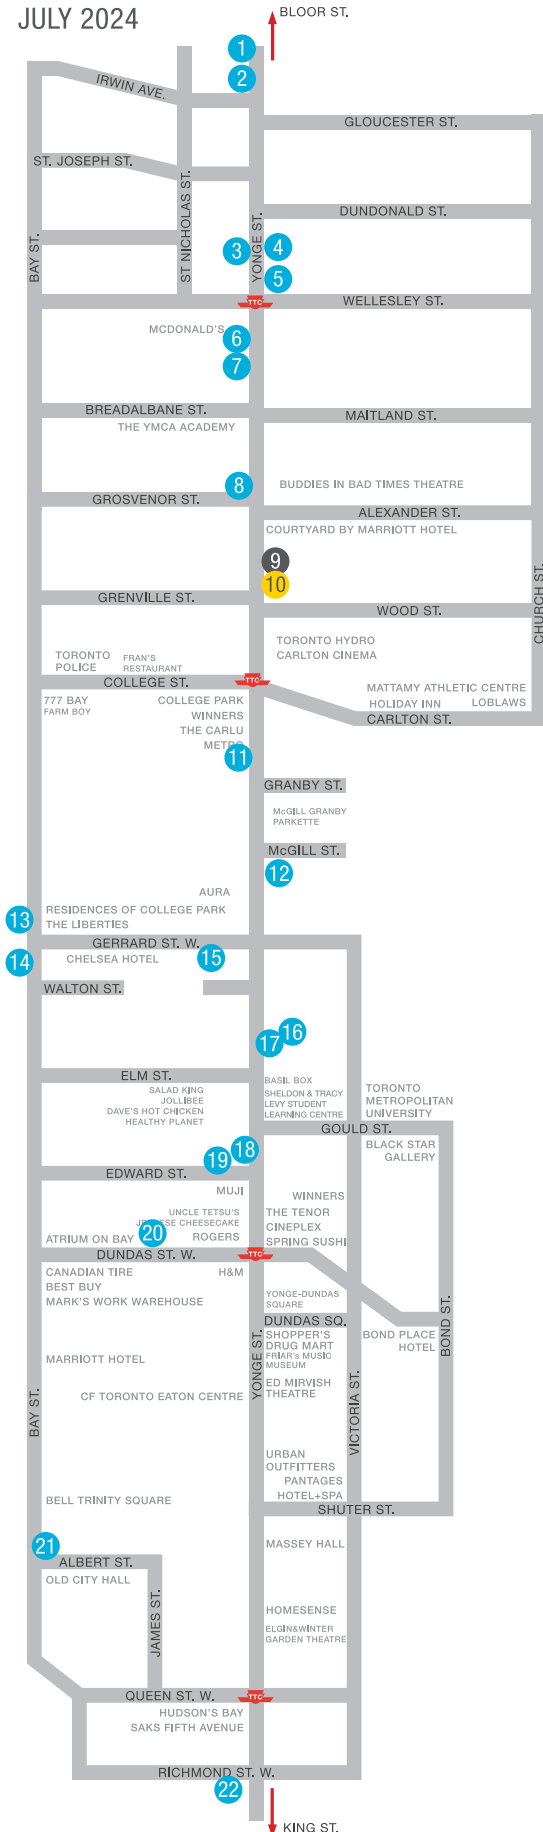 JULY 2024
BLOOR ST.
1
2
IRWIN AVE.
GLOUCESTER ST.
ST. JOSEPH ST.
ST NICHOLAS ST.
DUNDONALD ST.
BAY ST.
YONGE ST.
3
4
5
TTC
WELLESLEY ST.
MCDONALD'S
6
7
BREADALBANE ST.
MAITLAND ST.
THE YMCA ACADEMY
8
BUDDIES IN BAD TIMES THEATRE
GROSVENOR ST.
ALEXANDER ST.
COURTYARD BY MARRIOTT HOTEL
9
10
CHURCH ST.
GRENVILLE ST.
WOOD ST.
TORONTO HYDRO
CARLTON CINEMA
TORONTO
POLICE
FRAN'S
RESTAURANT
COLLEGE ST.
TTC
MATTAMY ATHLETIC CENTRE
HOLIDAY INN
LOBLAWS
CARLTON ST.
777 BAY
FARM BOY
COLLEGE PARK
WINNERS
THE CARLU
METRO
11
GRANBY ST.
McGILL GRANBY
PARKETTE
McGILL ST.
12
AURA
13
RESIDENCES OF COLLEGE PARK
THE LIBERTIES
GERRARD ST. W.
14
CHELSEA HOTEL
15
WALTON ST.
16
17
ELM ST.
SALAD KING
JOLLIBEE
DAVE'S HOT CHICKEN
HEALTHY PLANET
BASIL BOX
SHELDON & TRACY
LEVY STUDENT
LEARNING CENTRE
TORONTO
METROPOLITAN
UNIVERSITY
GOULD ST.
BLACK STAR
GALLERY
18
19
EDWARD ST.
MUJI
WINNERS
UNCLE TETSU'S
CHEESECAKE
20
ATRIUM ON BAY
ROGERS
THE TENOR
CINEPLEX
SPRING SUSHI
DUNDAS ST. W.
TTC
CANADIAN TIRE
BEST BUY
MARK'S WORK WAREHOUSE
H&M
YONGE-DUNDAS
SQUARE
DUNDAS SQ.
BOND ST.
SHOPPER'S
DRUG MART
FRIAR's MUSIC
MUSEUM
BOND PLACE
HOTEL
YONGE ST.
MARRIOTT HOTEL
ED MIRVISH
THEATRE
BAY ST.
CF TORONTO EATON CENTRE
VICTORIA ST.
URBAN
OUTFITTERS
PANTAGES
HOTEL+SPA
BELL TRINITY SQUARE
SHUTER ST.
21
MASSEY HALL
ALBERT ST.
OLD CITY HALL
JAMES ST.
HOMESENSE
ELGIN&WINTER
GARDEN THEATRE
QUEEN ST. W.
TTC
HUDSON'S BAY
SAKS FIFTH AVENUE
RICHMOND ST. W.
22
KING ST.